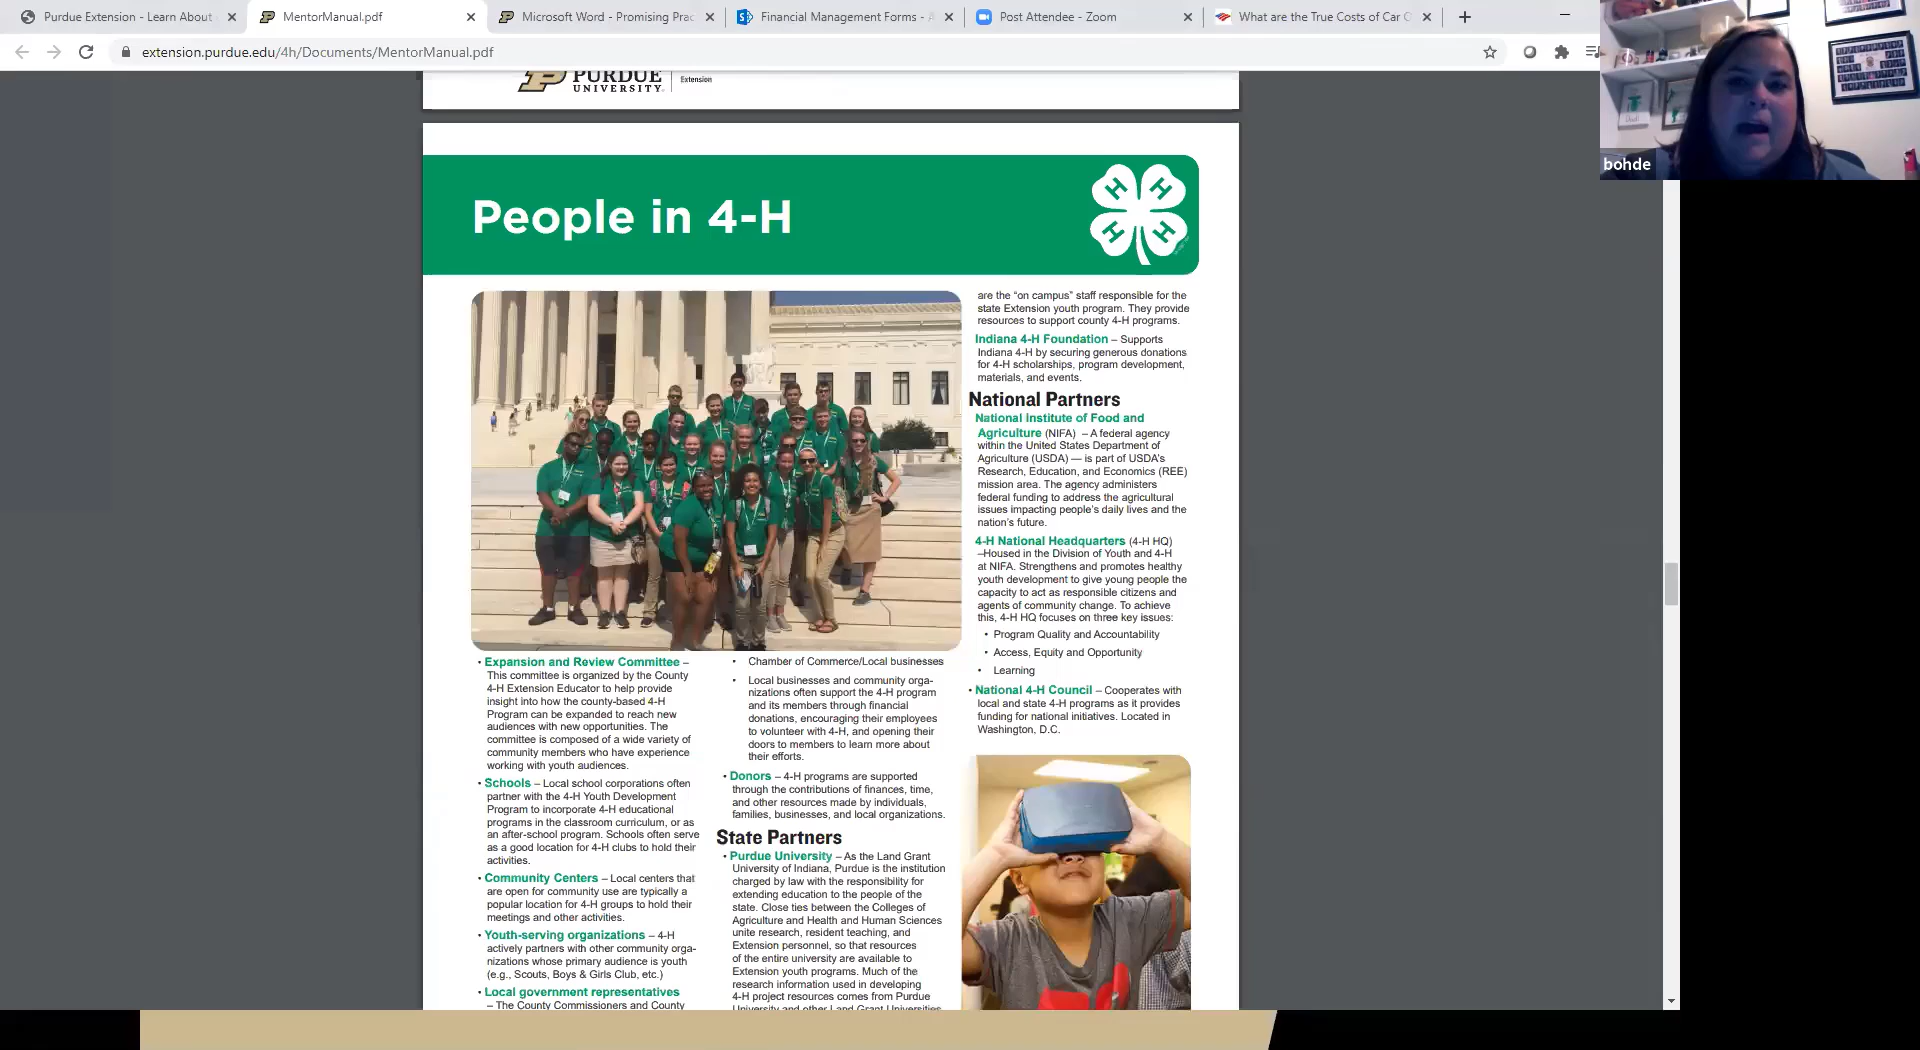 Purdue Extension - Learn About
MentorManual.pdf
Microsoft Word - Promising Prac
Financial Management Forms -
Post Attendee - Zoom
What are the True Costs of Car O
extension.purdue.edu/4h/Documents/MentorManual.pdf
bohde
PURDUE
UNIVERSITY
Extension
People in 4-H
H H
H H
• Expansion and Review Committee –
This committee is organized by the County
4-H Extension Educator to help provide
insight into how the county-based 4-H
Program can be expanded to reach new
audiences with new opportunities. The
committee is composed of a wide variety of
community members who have experience
working with youth audiences.
• Schools – Local school corporations often
partner with the 4-H Youth Development
Program to incorporate 4-H educational
programs in the classroom curriculum, or as
an after-school program. Schools often serve
as a good location for 4-H clubs to hold their
activities.
• Community Centers – Local centers that
are open for community use are typically a
popular location for 4-H groups to hold their
meetings and other activities.
• Youth-serving organizations – 4-H
actively partners with other community orga-
nizations whose primary audience is youth
(e.g., Scouts, Boys & Girls Club, etc.)
• Local government representatives
– The County Commissioners and County
• Chamber of Commerce/Local businesses
• Local businesses and community orga-
nizations often support the 4-H program
and its members through financial
donations, encouraging their employees
to volunteer with 4-H, and opening their
doors to members to learn more about
their efforts.
• Donors – 4-H programs are supported
through the contributions of finances, time,
and other resources made by individuals,
families, businesses, and local organizations.
State Partners
• Purdue University – As the Land Grant
University of Indiana, Purdue is the institution
charged by law with the responsibility for
extending education to the people of the
state. Close ties between the Colleges of
Agriculture and Health and Human Sciences
unite research, resident teaching, and
Extension personnel, so that resources
of the entire university are available to
Extension youth programs. Much of the
research information used in developing
4-H project resources comes from Purdue
University and other Land Grant Universities
are the “on campus” staff responsible for the
state Extension youth program. They provide
resources to support county 4-H programs.
Indiana 4-H Foundation – Supports
Indiana 4-H by securing generous donations
for 4-H scholarships, program development,
materials, and events.
National Partners
National Institute of Food and
Agriculture (NIFA) – A federal agency
within the United States Department of
Agriculture (USDA) — is part of USDA’s
Research, Education, and Economics (REE)
mission area. The agency administers
federal funding to address the agricultural
issues impacting people’s daily lives and the
nation’s future.
4-H National Headquarters (4-H HQ)
–Housed in the Division of Youth and 4-H
at NIFA. Strengthens and promotes healthy
youth development to give young people the
capacity to act as responsible citizens and
agents of community change. To achieve
this, 4-H HQ focuses on three key issues:
• Program Quality and Accountability
• Access, Equity and Opportunity
• Learning
• National 4-H Council – Cooperates with
local and state 4-H programs as it provides
funding for national initiatives. Located in
Washington, D.C.